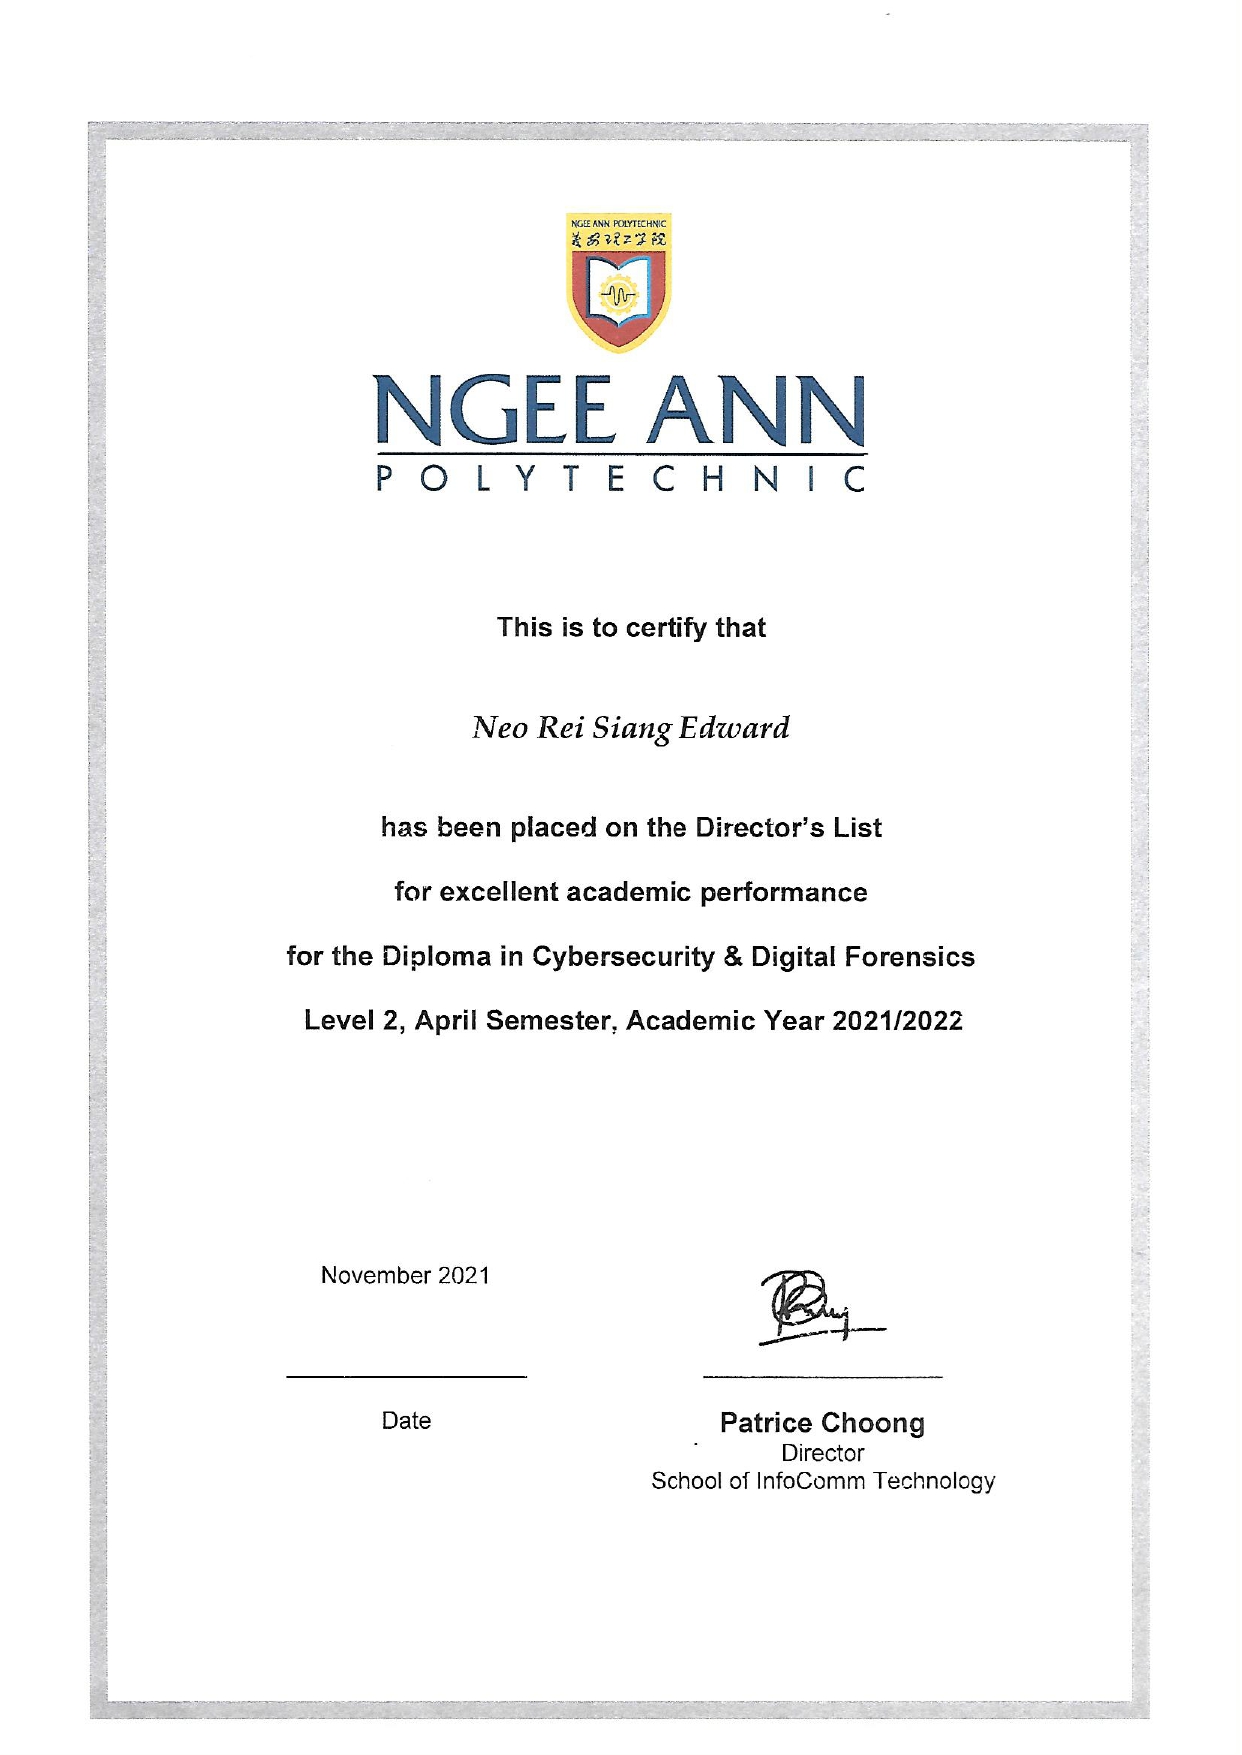 NGEE ANN POLYTECHNIC
义安理工学院
NGEE ANN
POLYTECHNIC
This is to certify that
Neo Rei Siang Edward
has been placed on the Director's List
for excellent academic performance
for the Diploma in Cybersecurity & Digital Forensics
Level 2, April Semester, Academic Year 2021/2022
November 2021
Date
Patrice Choong
Director
School of InfoComm Technology